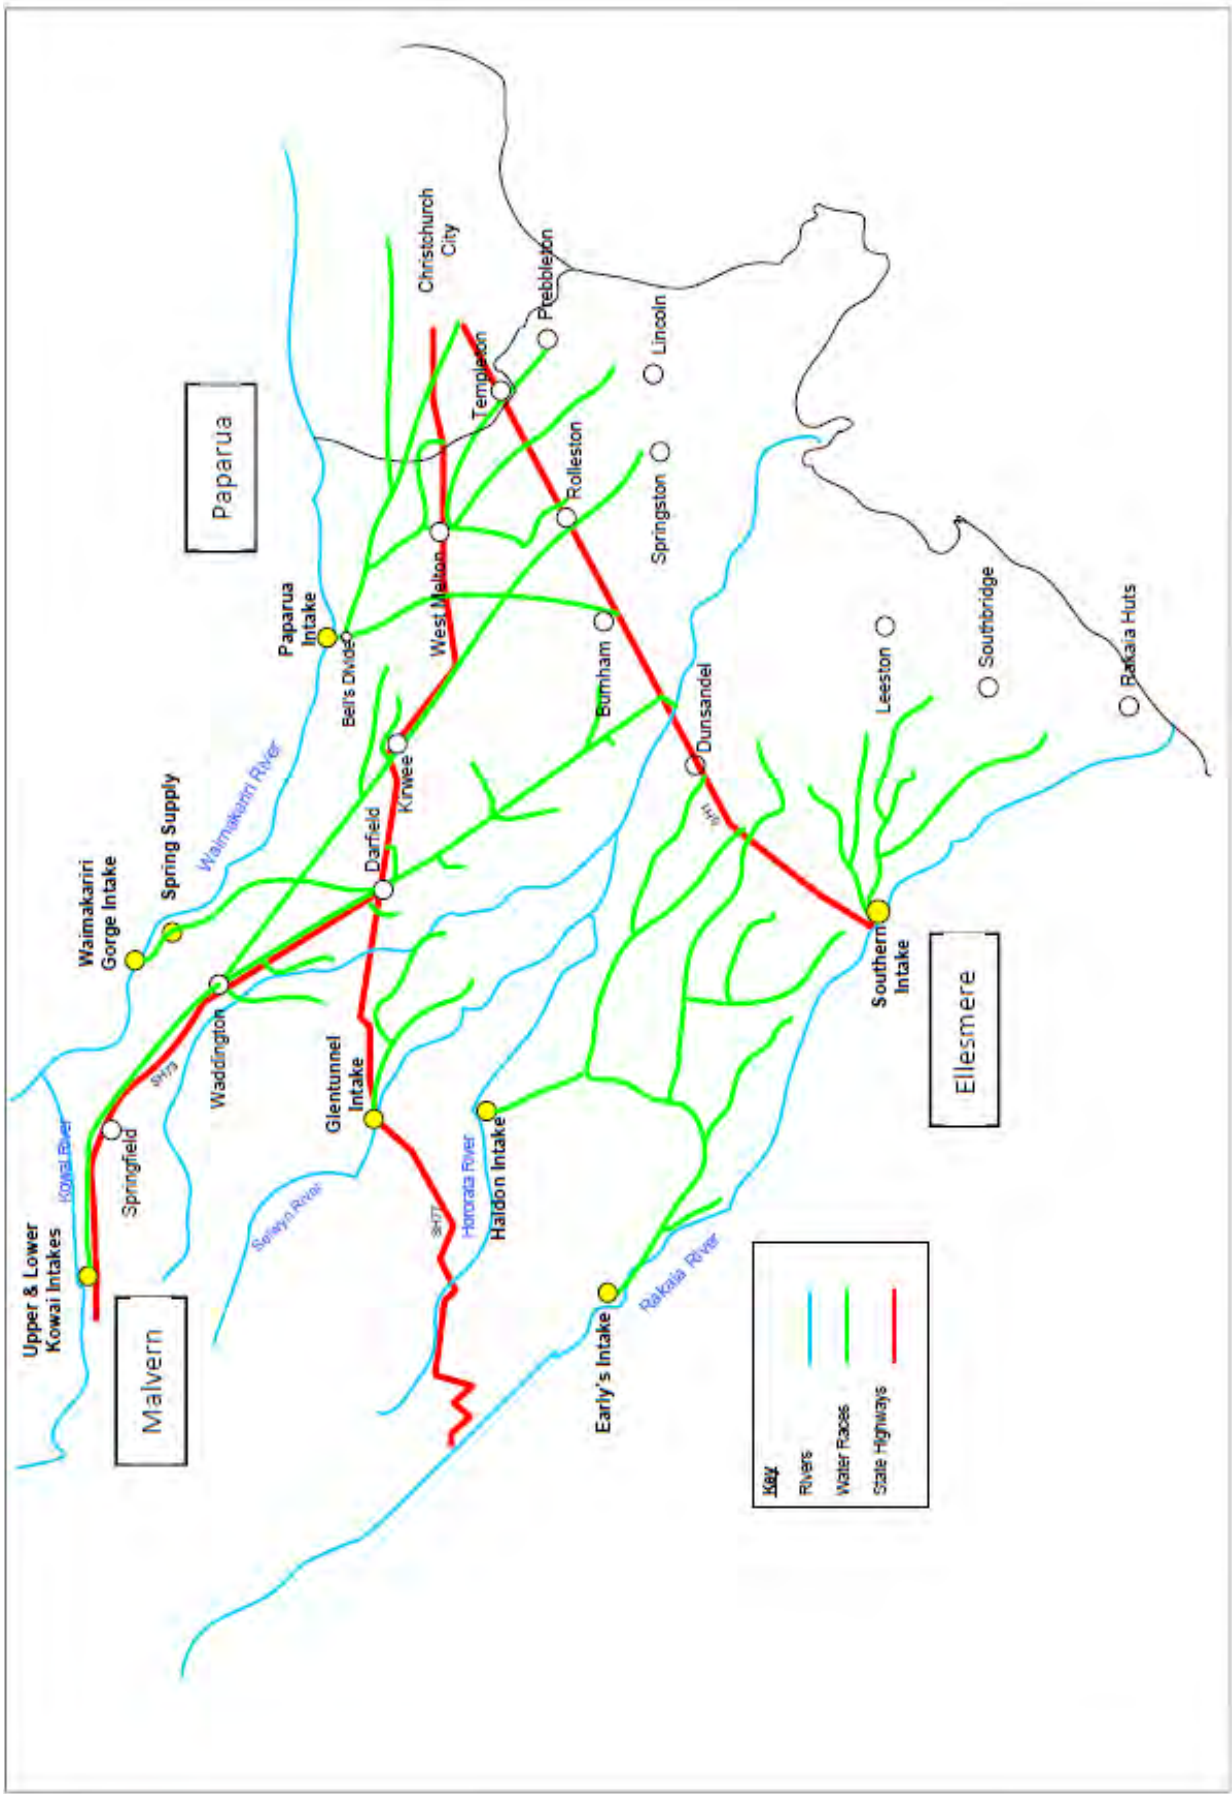 Upper & Lower
Kowai Intakes
Malvern
Kowai River
Springfield
SH73
Waddington
Waimakariri
Gorge Intake
Spring Supply
Waimakariri River
Paparua
Intake
Bell's Divide
Paparua
Christchurch
City
Templeton
Prebbleton
Lincoln
West Melton
Rolleston
Springston
Kirwee
Darfield
Burnham
Dunsandel
SH1
Glentunnel
Intake
Selwyn River
SH77
Hororata River
Haldon Intake
Early's Intake
Rakaia River
Southern
Intake
Ellesmere
Leeston
Southbridge
Rakaia Huts
Key
Rivers
Water Races
State Highways